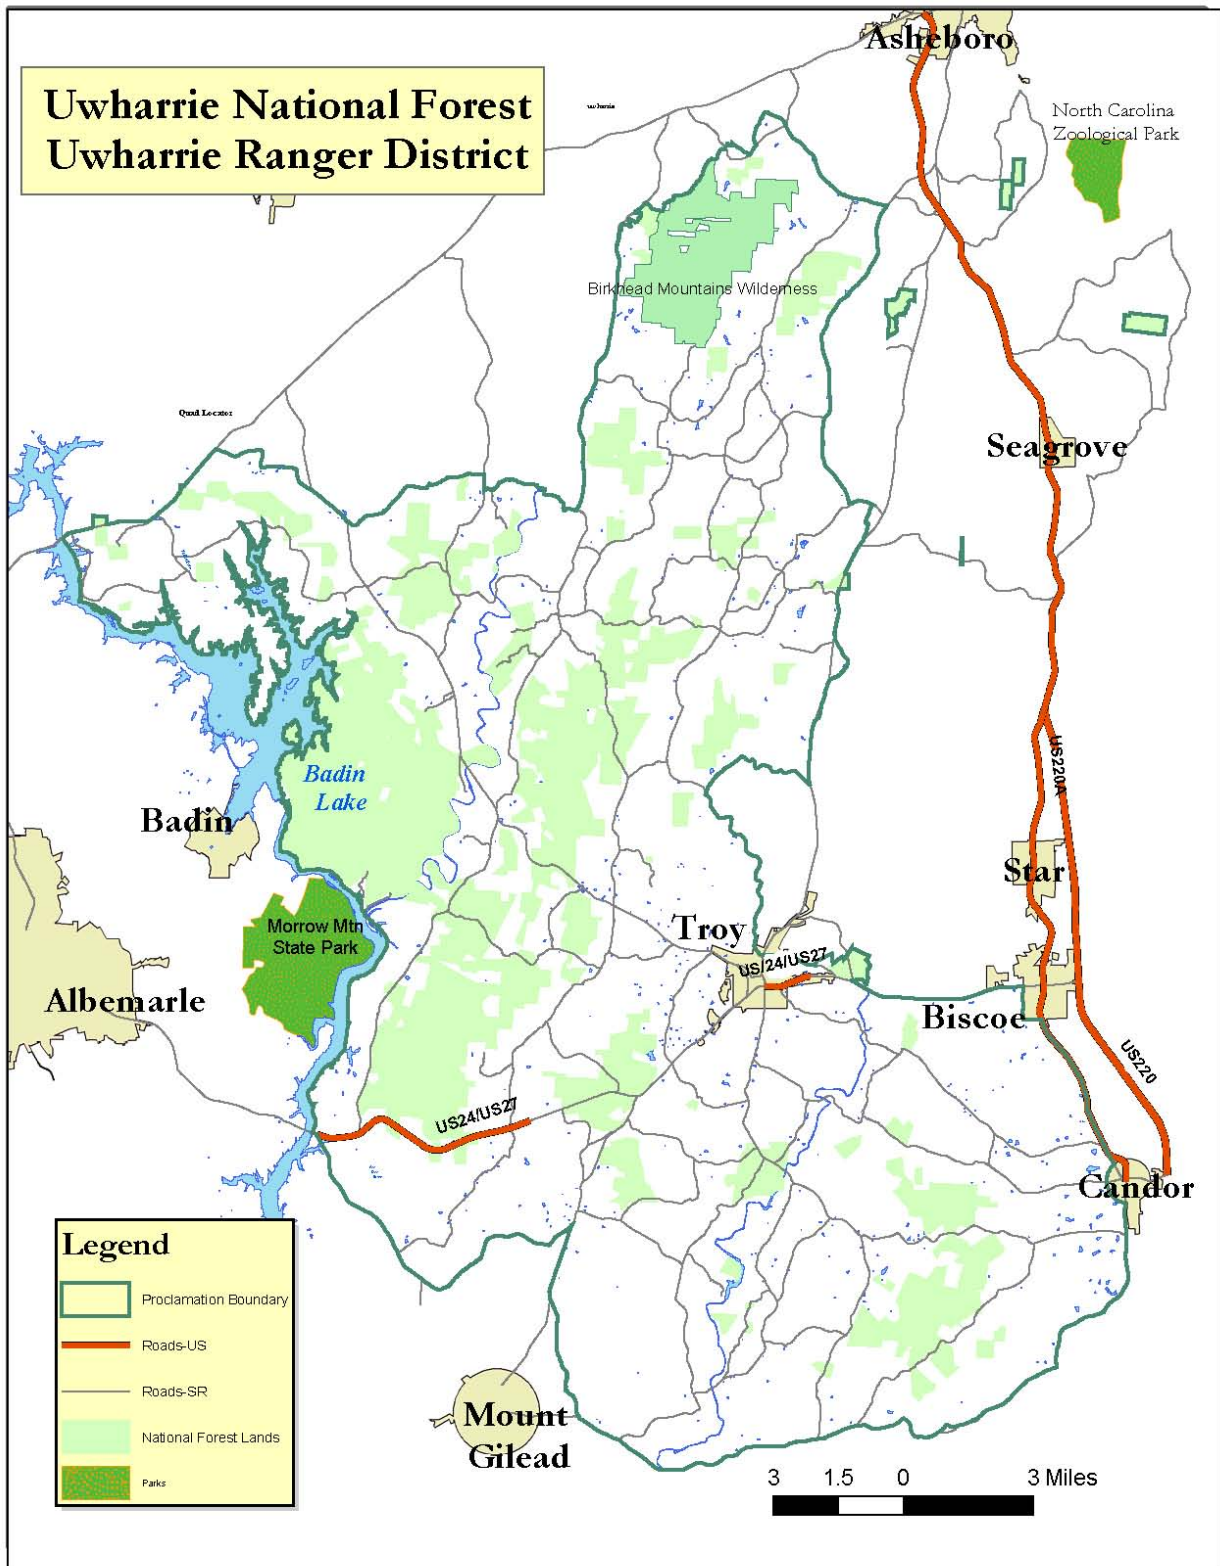 Asheboro
Uwharrie National Forest
Uwharrie Ranger District
North Carolina
Zoological Park
Birkhead Mountains Wilderness
Quad Locator
Seagrove
US220A
Badin
Lake
Badin
Star
Morrow Mtn
State Park
Troy
US/24/US27
Albemarle
Biscoe
US220
US24/US27
Candor
Legend
Proclamation Boundary
Roads-US
Roads-SR
National Forest Lands
Parks
Mount
Gilead
3 1.5 0 3 Miles